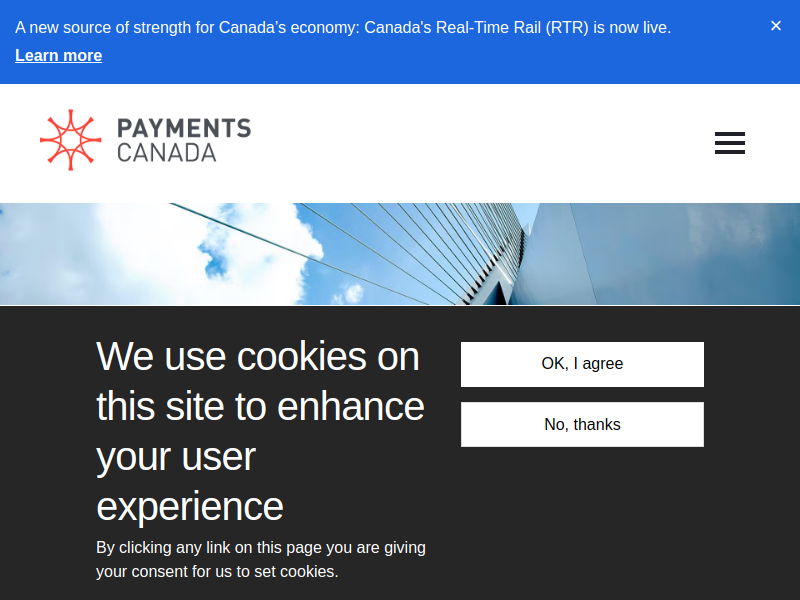 A new source of strength for Canada’s economy: Canada's Real-Time Rail (RTR) is now live.
Learn more
×
PAYMENTS
CANADA
We use cookies on
this site to enhance
your user
experience
By clicking any link on this page you are giving
your consent for us to set cookies.
OK, I agree
No, thanks